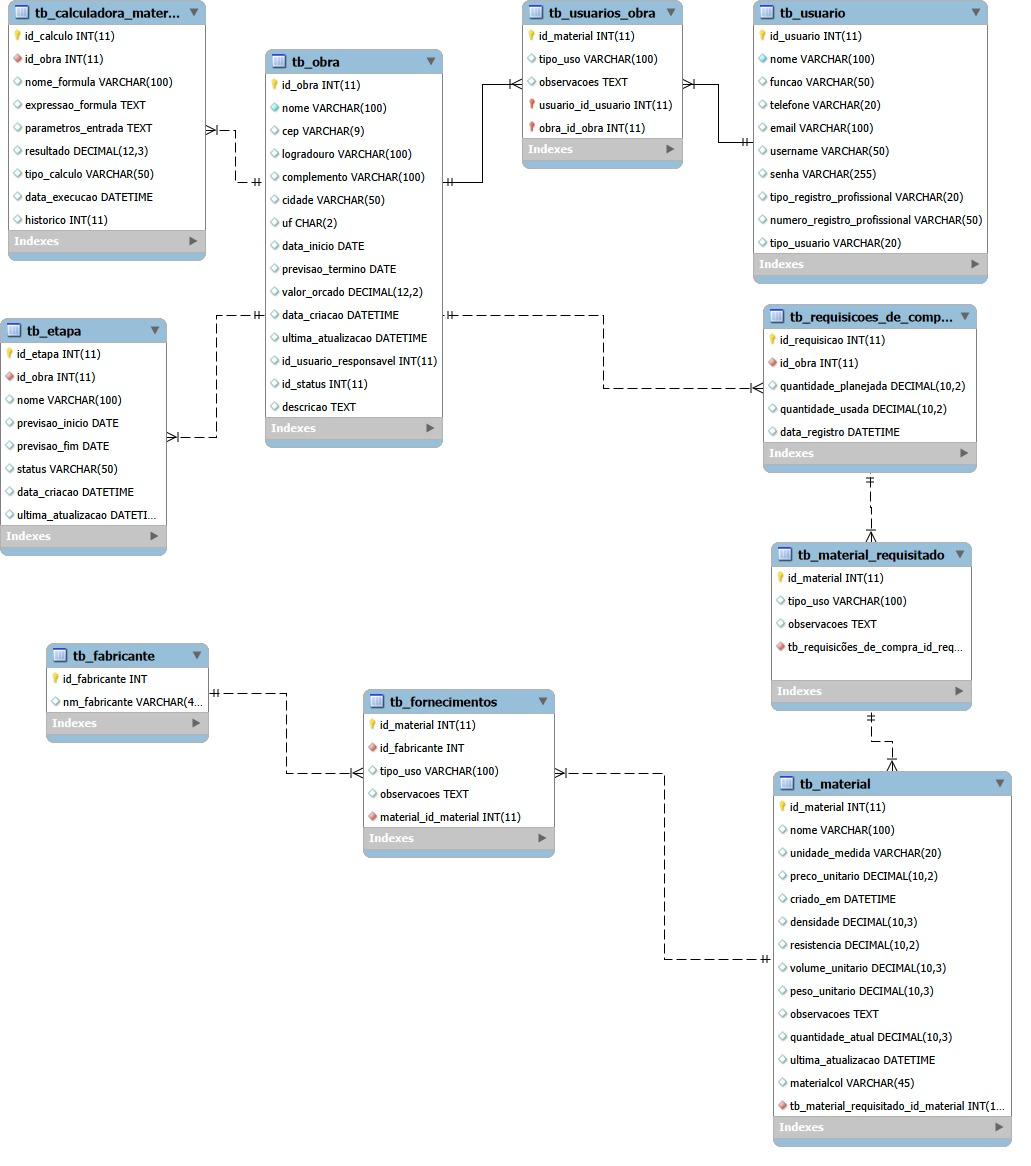 tb_calculadora_mater...
id_calculo INT(11)
id_obra INT(11)
nome_formula VARCHAR(100)
expressao_formula TEXT
parametros_entrada TEXT
resultado DECIMAL(12,3)
tipo_calculo VARCHAR(50)
data_execucao DATETIME
historico INT(11)
Indexes
tb_obra
id_obra INT(11)
nome VARCHAR(100)
cep VARCHAR(9)
logradouro VARCHAR(100)
complemento VARCHAR(100)
cidade VARCHAR(50)
uf CHAR(2)
data_inicio DATE
previsao_termino DATE
valor_orcado DECIMAL(12,2)
data_criacao DATETIME
ultima_atualizacao DATETIME
id_usuario_responsavel INT(11)
id_status INT(11)
descricao TEXT
Indexes
tb_usuarios_obra
id_material INT(11)
tipo_uso VARCHAR(100)
observacoes TEXT
usuario_id_usuario INT(11)
obra_id_obra INT(11)
Indexes
tb_usuario
id_usuario INT(11)
nome VARCHAR(100)
funcao VARCHAR(50)
telefone VARCHAR(20)
email VARCHAR(100)
username VARCHAR(50)
senha VARCHAR(255)
tipo_registro_profissional VARCHAR(20)
numero_registro_profissional VARCHAR(50)
tipo_usuario VARCHAR(20)
Indexes
tb_etapa
id_etapa INT(11)
id_obra INT(11)
nome VARCHAR(100)
previsao_inicio DATE
previsao_fim DATE
status VARCHAR(50)
data_criacao DATETIME
ultima_atualizacao DATETI...
Indexes
tb_requisicoes_de_comp...
id_requisicao INT(11)
id_obra INT(11)
quantidade_planejada DECIMAL(10,2)
quantidade_usada DECIMAL(10,2)
data_registro DATETIME
Indexes
tb_material_requisitado
id_material INT(11)
tipo_uso VARCHAR(100)
observacoes TEXT
tb_requisicões_de_compra_id_req...
Indexes
tb_fabricante
id_fabricante INT
nm_fabricante VARCHAR(4...
Indexes
tb_fornecimentos
id_material INT(11)
id_fabricante INT
tipo_uso VARCHAR(100)
observacoes TEXT
material_id_material INT(11)
Indexes
tb_material
id_material INT(11)
nome VARCHAR(100)
unidade_medida VARCHAR(20)
preco_unitario DECIMAL(10,2)
criado_em DATETIME
densidade DECIMAL(10,3)
resistencia DECIMAL(10,2)
volume_unitario DECIMAL(10,3)
peso_unitario DECIMAL(10,3)
observacoes TEXT
quantidade_atual DECIMAL(10,3)
ultima_atualizacao DATETIME
materialcol VARCHAR(45)
tb_material_requisitado_id_material INT(1...
Indexes